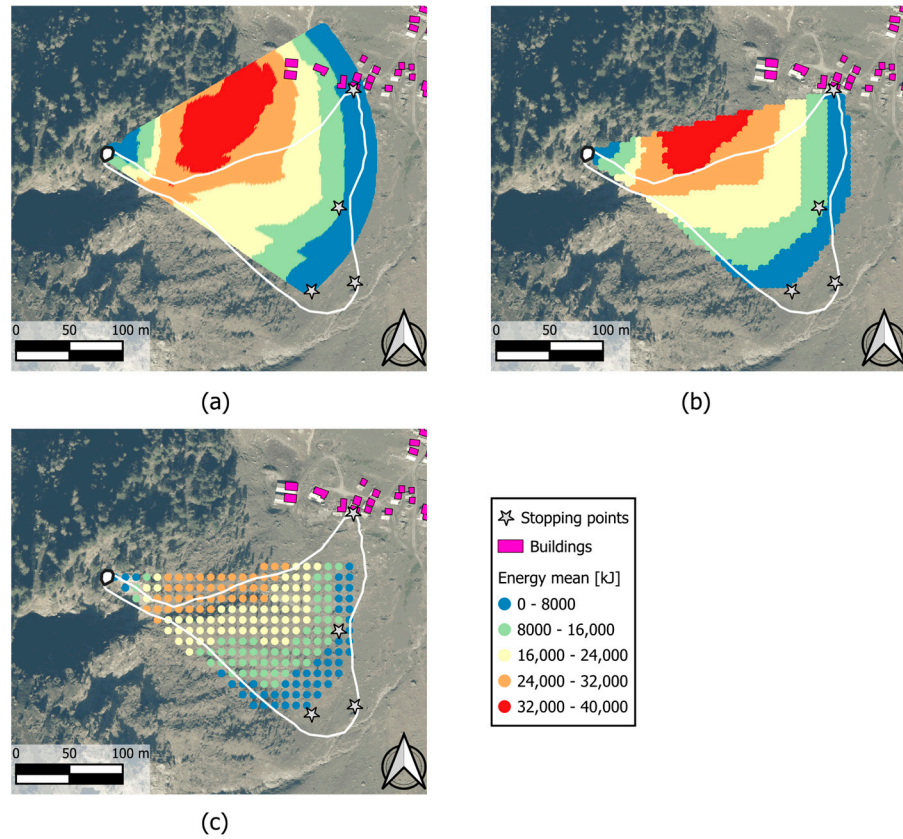 0 50 100 m
0 50 100 m
(a)
(b)
0 50 100 m
(c)
Stopping points
Buildings
Energy mean [kJ]
0 - 8000
8000 - 16,000
16,000 - 24,000
24,000 - 32,000
32,000 - 40,000